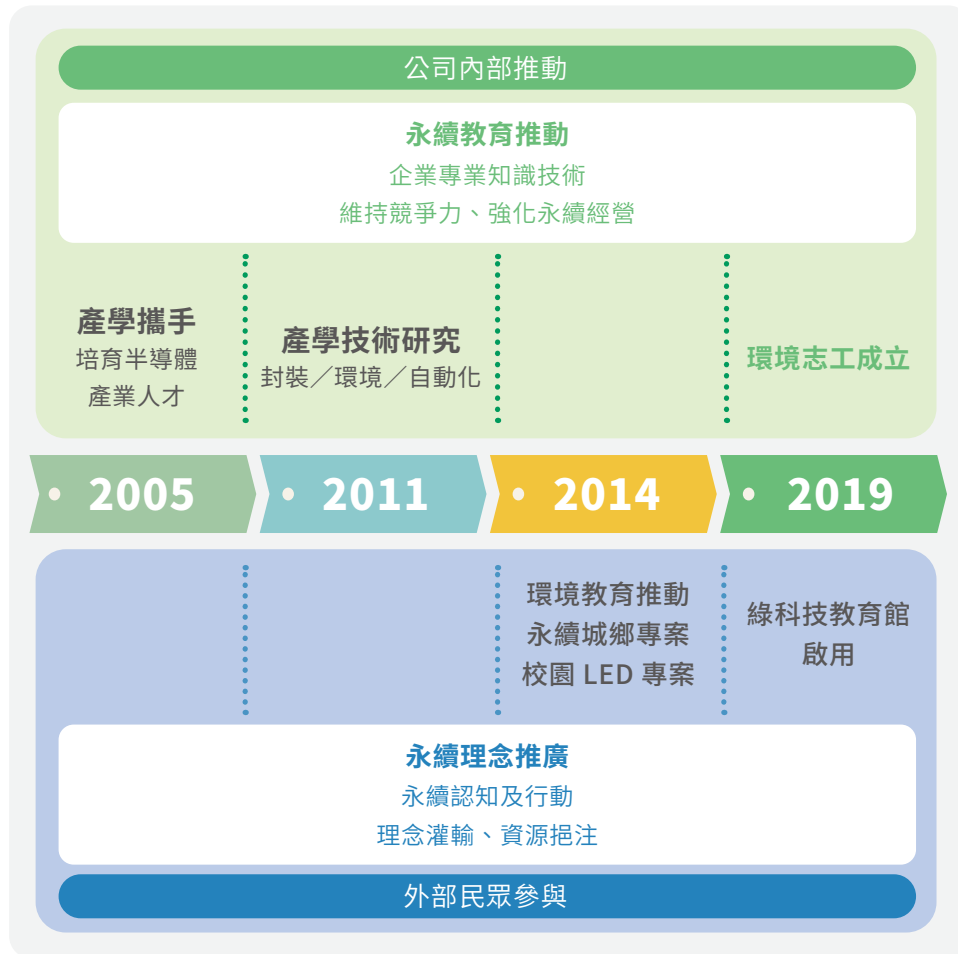 公司內部推動
永續教育推動
企業專業知識技術
維持競爭力、強化永續經營
產學攜手
培育半導體
產業人才
產學技術研究
封裝／環境／自動化
環境志工成立
2005
2011
2014
2019
環境教育推動
永續城鄉專案
校園 LED 專案
綠科技教育館
啟用
永續理念推廣
永續認知及行動
理念灌輸、資源挹注
外部民眾參與